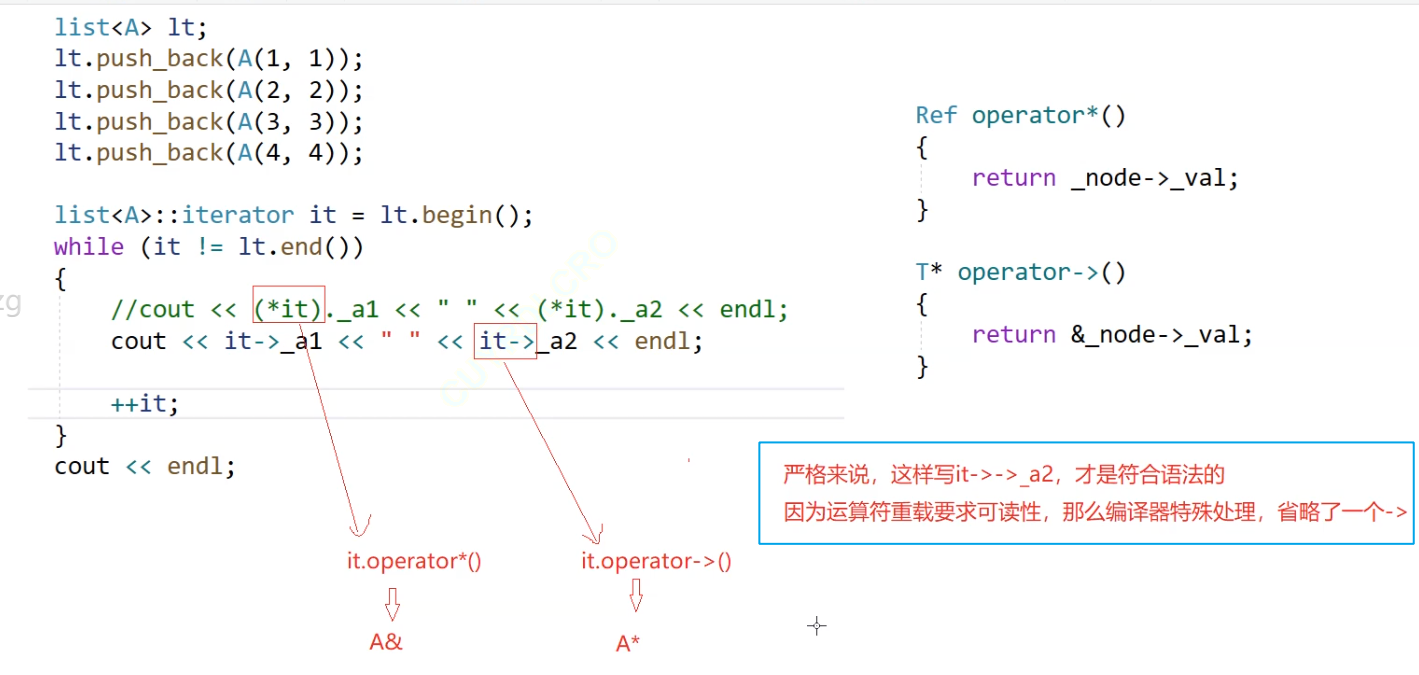 list<A> lt;
lt.push_back(A(1, 1));
lt.push_back(A(2, 2));
lt.push_back(A(3, 3));
lt.push_back(A(4, 4));
list<A>::iterator it = lt.begin();
while (it != lt.end())
{
//cout << (*it)._a1 << " " << (*it)._a2 << endl;
cout << it->_a1 << " " << it->_a2 << endl;
++it;
}
cout << endl;
Ref operator*()
{
return _node->_val;
}
T* operator->()
{
return &_node->_val;
}
严格来说，这样写it->->_a2，才是符合语法的
因为运算符重载要求可读性，那么编译器特殊处理，省略了一个->
it.operator*()
A&
it.operator->()
A*
zg